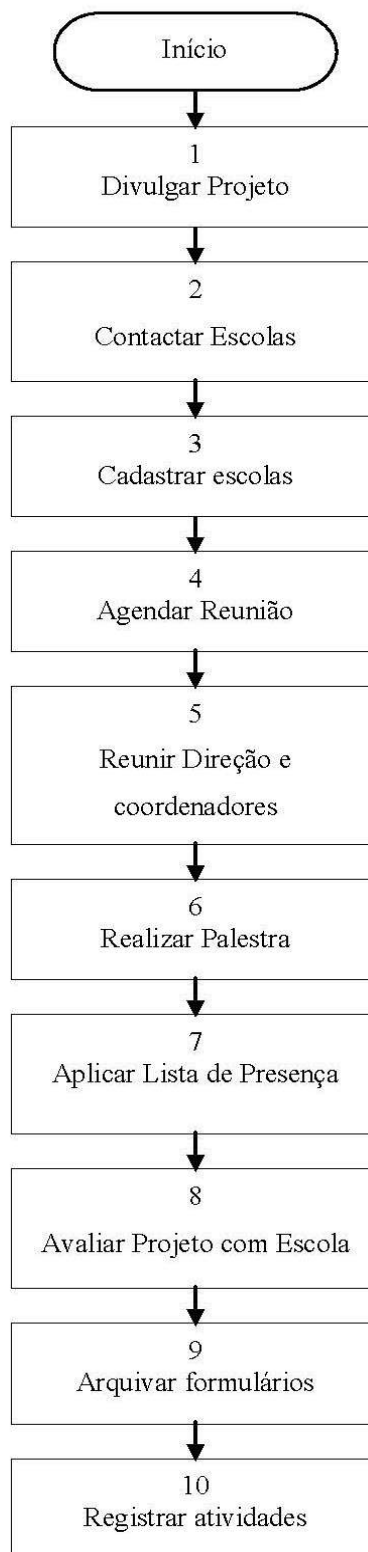 Início
1
Divulgar Projeto
2
Contactar Escolas
3
Cadastrar escolas
4
Agendar Reunião
5
Reunir Direção e
coordenadores
6
Realizar Palestra
7
Aplicar Lista de Presença
8
Avaliar Projeto com Escola
9
Arquivar formulários
10
Registrar atividades